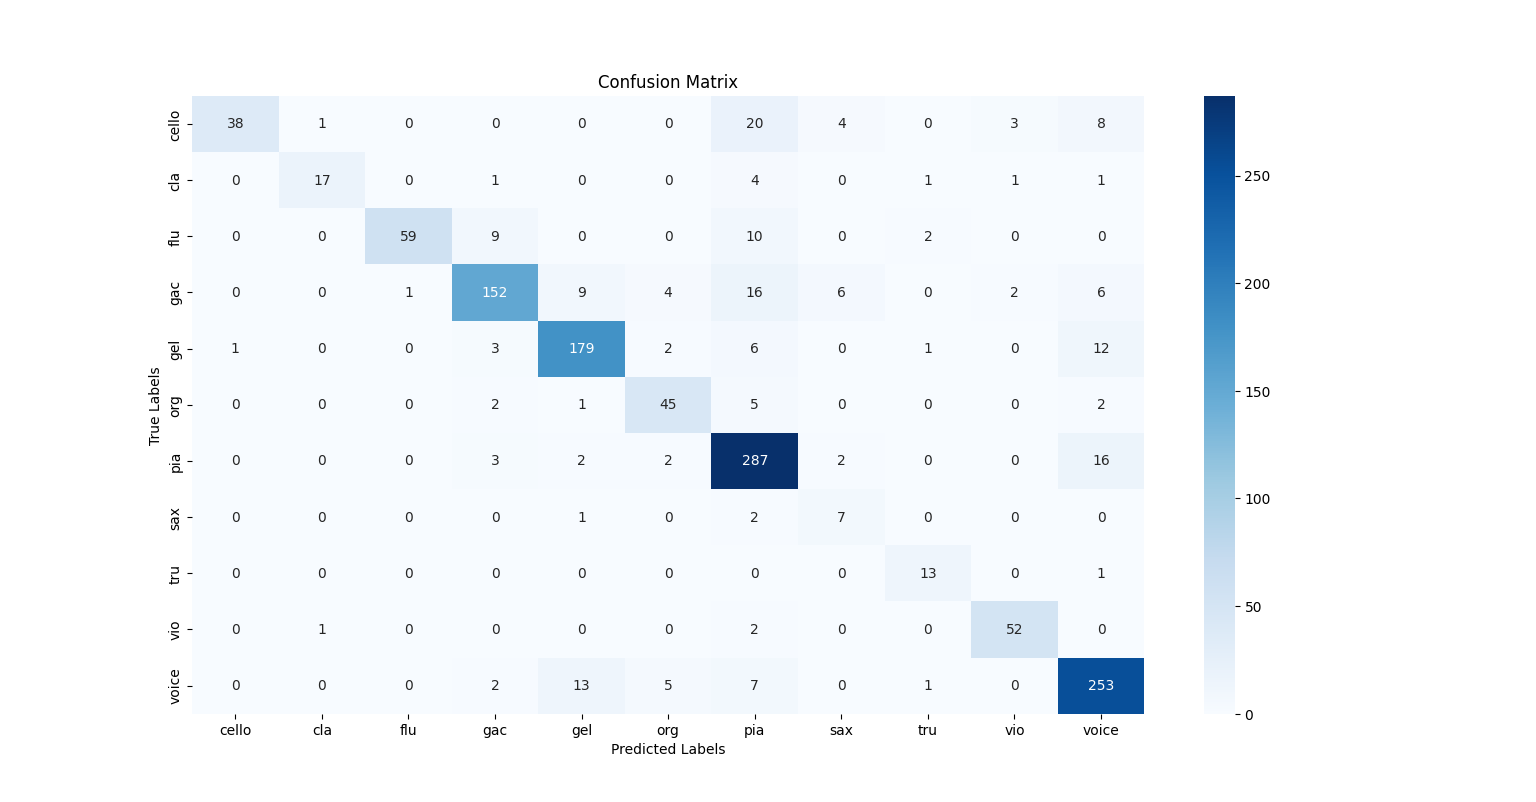 Confusion Matrix
cello 38 1 0 0 0 0 20 4 0 3 8
cla 0 17 0 1 0 0 4 0 1 1 1
flu 0 0 59 9 0 0 10 0 2 0 0
gac 0 0 1 152 9 4 16 6 0 2 6
gel 1 0 0 3 179 2 6 0 1 0 12
org 0 0 0 2 1 45 5 0 0 0 2
pia 0 0 0 3 2 2 287 2 0 0 16
sax 0 0 0 0 1 0 2 7 0 0 0
tru 0 0 0 0 0 0 0 0 13 0 1
vio 0 1 0 0 0 0 2 0 0 52 0
voice 0 0 0 2 13 5 7 0 1 0 253
cello cla flu gac gel org pia sax tru vio voice
Predicted Labels
True Labels
250
200
150
100
50
0